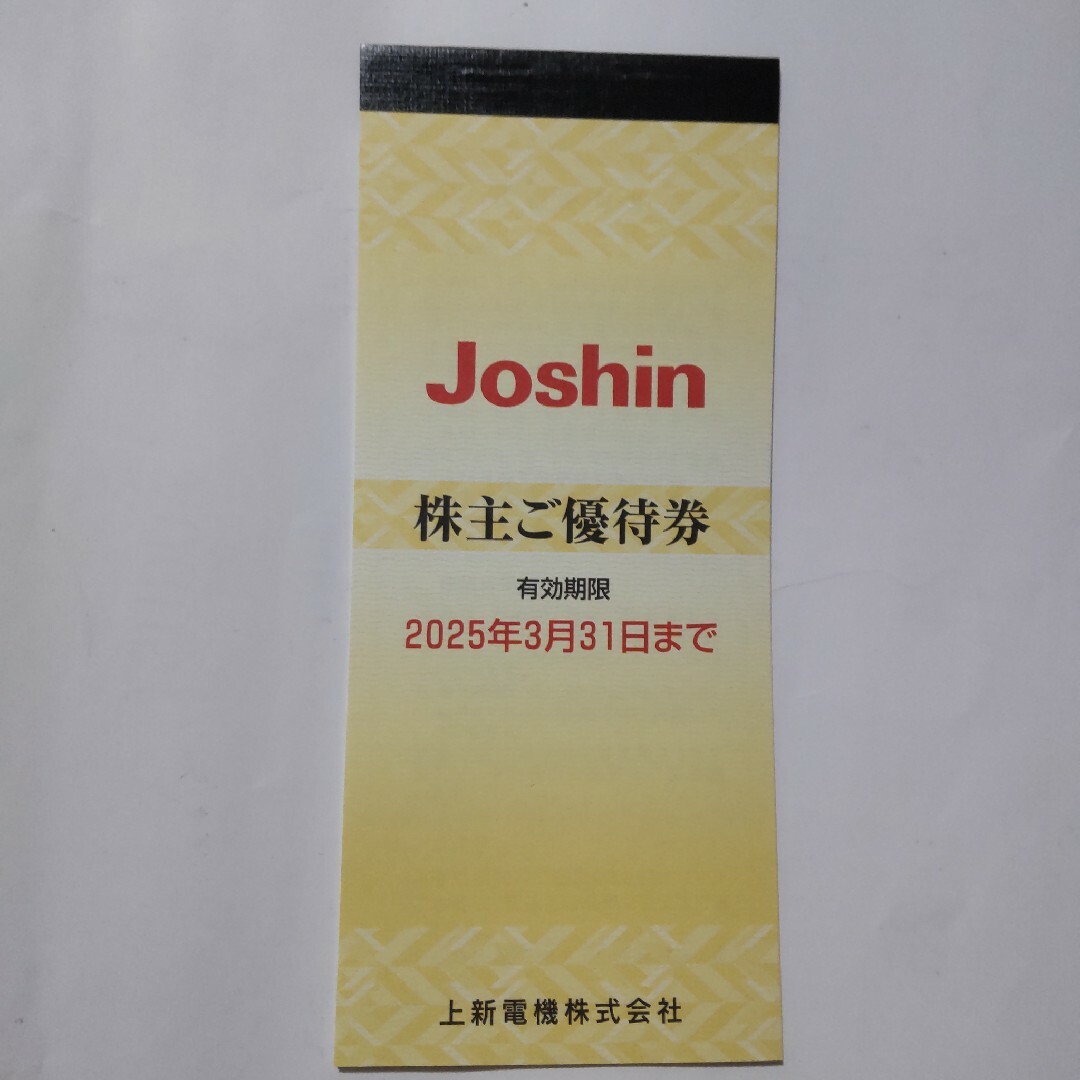 Joshin
株主ご優待券
有効期限
2025年3月31日まで
上新電機株式会社